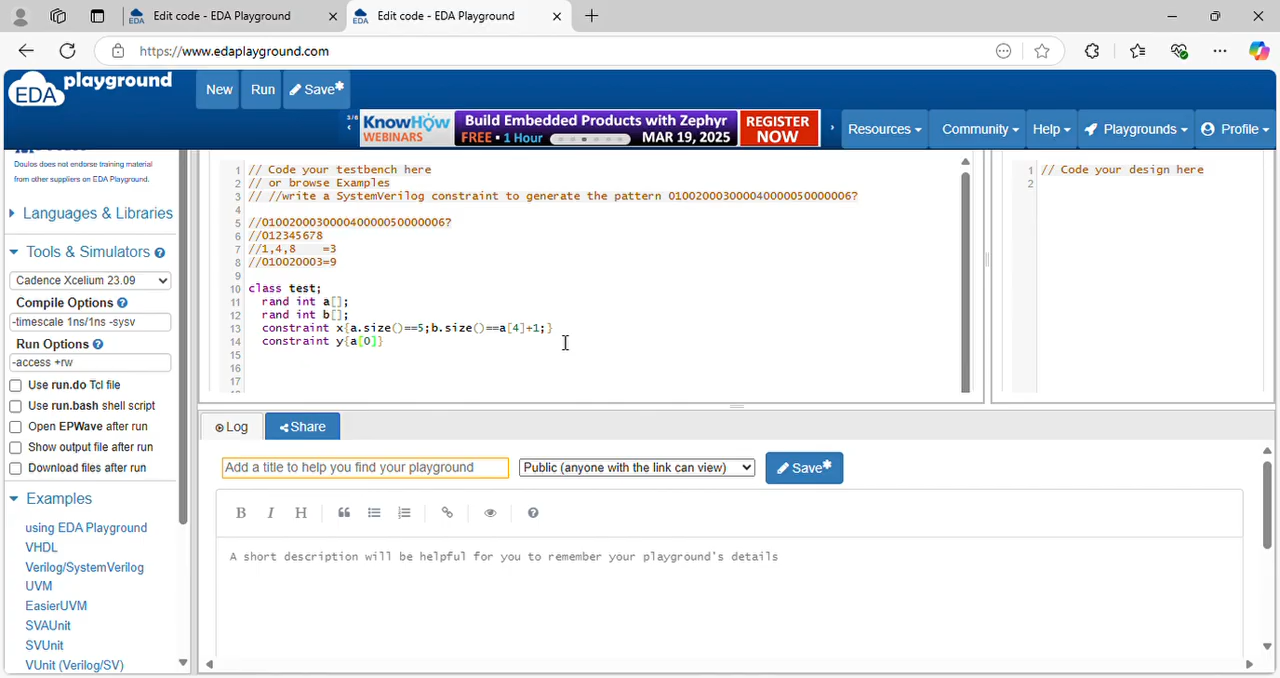 Edit code - EDA Playground
Edit code - EDA Playground
https://www.edaplayground.com
EDA playground
New
Run
Save*
3/6
KnowHow WEBINARS
Build Embedded Products with Zephyr
FREE • 1 Hour
MAR 19, 2025
REGISTER NOW
Resources
Community
Help
Playgrounds
Profile
Doulos does not endorse training material
from other suppliers on EDA Playground.
Languages & Libraries
Tools & Simulators
Cadence Xcelium 23.09
Compile Options
-timescale 1ns/1ns -sysv
Run Options
-access +rw
Use run.do Tcl file
Use run.bash shell script
Open EPWave after run
Show output file after run
Download files after run
Examples
using EDA Playground
VHDL
Verilog/SystemVerilog
UVM
EasierUVM
SVAUnit
SVUnit
VUnit (Verilog/SV)
1 // Code your testbench here
2 // or browse Examples
3 // //write a SystemVerilog constraint to generate the pattern 010020003000040000050000006?
4
5 //010020003000040000050000006?
6 //012345678
7 //1,4,8    =3
8 //010020003=9
9
10 class test;
11   rand int a[];
12   rand int b[];
13   constraint x{a.size()==5;b.size()==a[4]+1;}
14   constraint y{a[0]}
15
16
17
1 // Code your design here
2
Log
Share
Add a title to help you find your playground
Public (anyone with the link can view)
Save*
B I H
A short description will be helpful for you to remember your playground's details